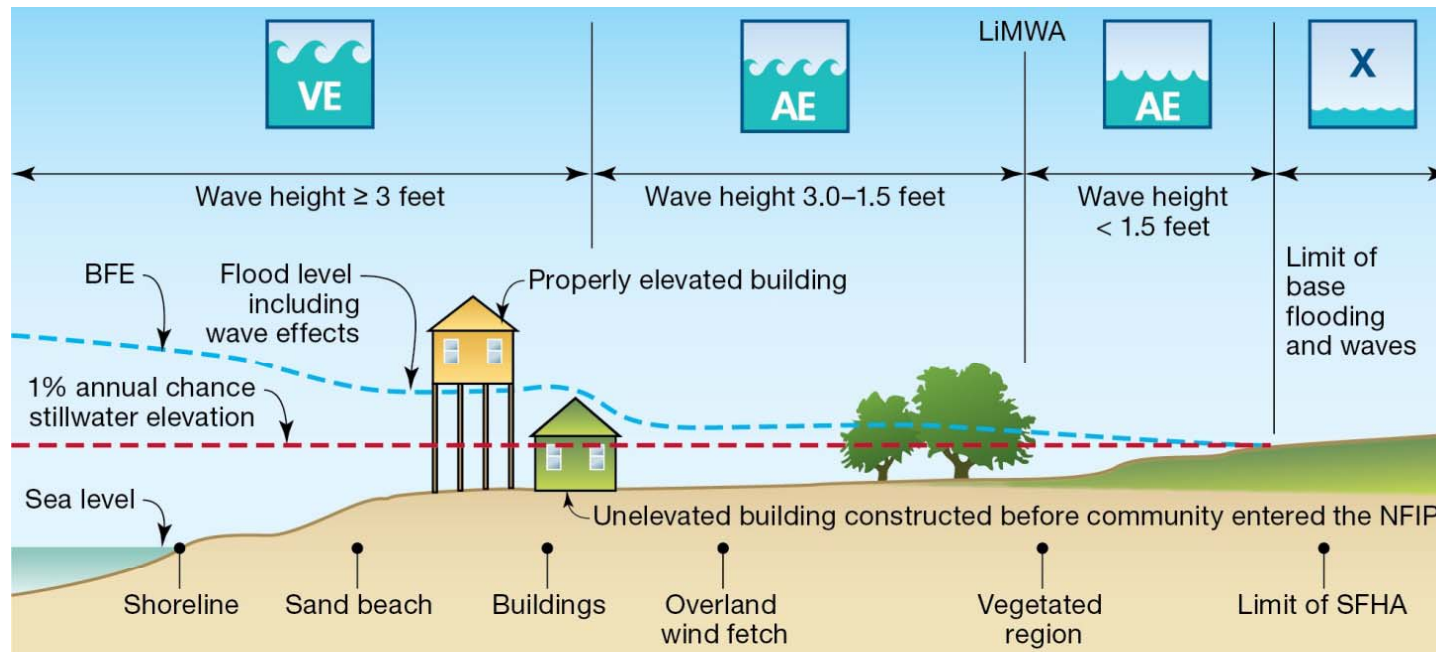 LiMWA
VE
AE
AE
X
Wave height ≥ 3 feet
Wave height 3.0–1.5 feet
Wave height
< 1.5 feet
BFE
Flood level
including
wave effects
Properly elevated building
Limit of
base
flooding
and waves
1% annual chance
stillwater elevation
Sea level
Unelevated building constructed before community entered the NFIP
Shoreline
Sand beach
Buildings
Overland
wind fetch
Vegetated
region
Limit of SFHA